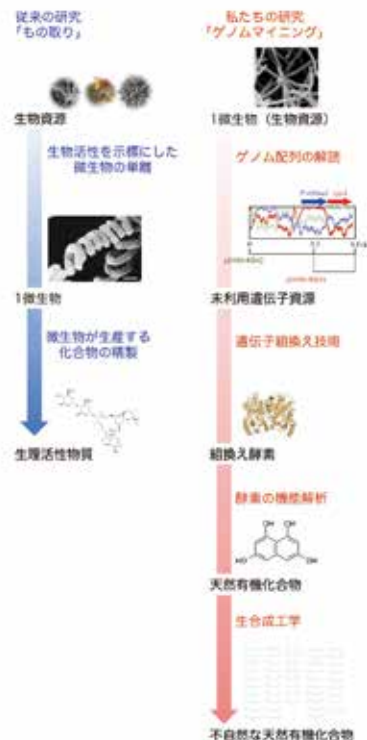 従来の研究
「もの取り」
生物資源
生物活性を示標にした
微生物の単離
1微生物
微生物が生産する
化合物の精製
生理活性物質
私たちの研究
「ゲノムマイニング」
1微生物（生物資源）
ゲノム配列の解読
未利用遺伝子資源
遺伝子組換え技術
組換え酵素
酵素の機能解析
OH
OH
HO
OH
天然有機化合物
生合成工学
不自然な天然有機化合物